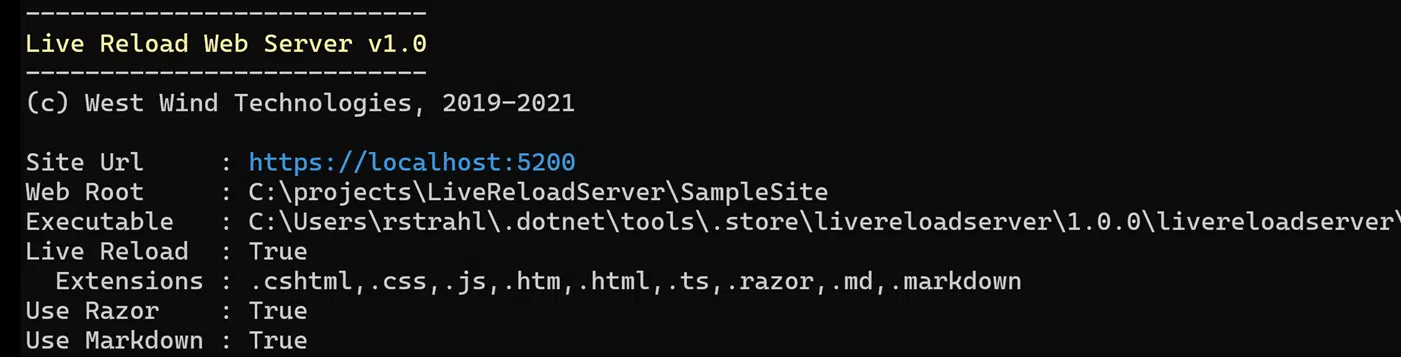 ---------------------------
Live Reload Web Server v1.0
---------------------------
(c) West Wind Technologies, 2019-2021
Site Url     : https://localhost:5200
Web Root     : C:\projects\LiveReloadServer\SampleSite
Executable   : C:\Users\rstrahl\.dotnet\tools\.store\livereloadserver\1.0.0\livereloadserver\
Live Reload  : True
  Extensions : .cshtml,.css,.js,.htm,.html,.ts,.razor,.md,.markdown
Use Razor    : True
Use Markdown : True